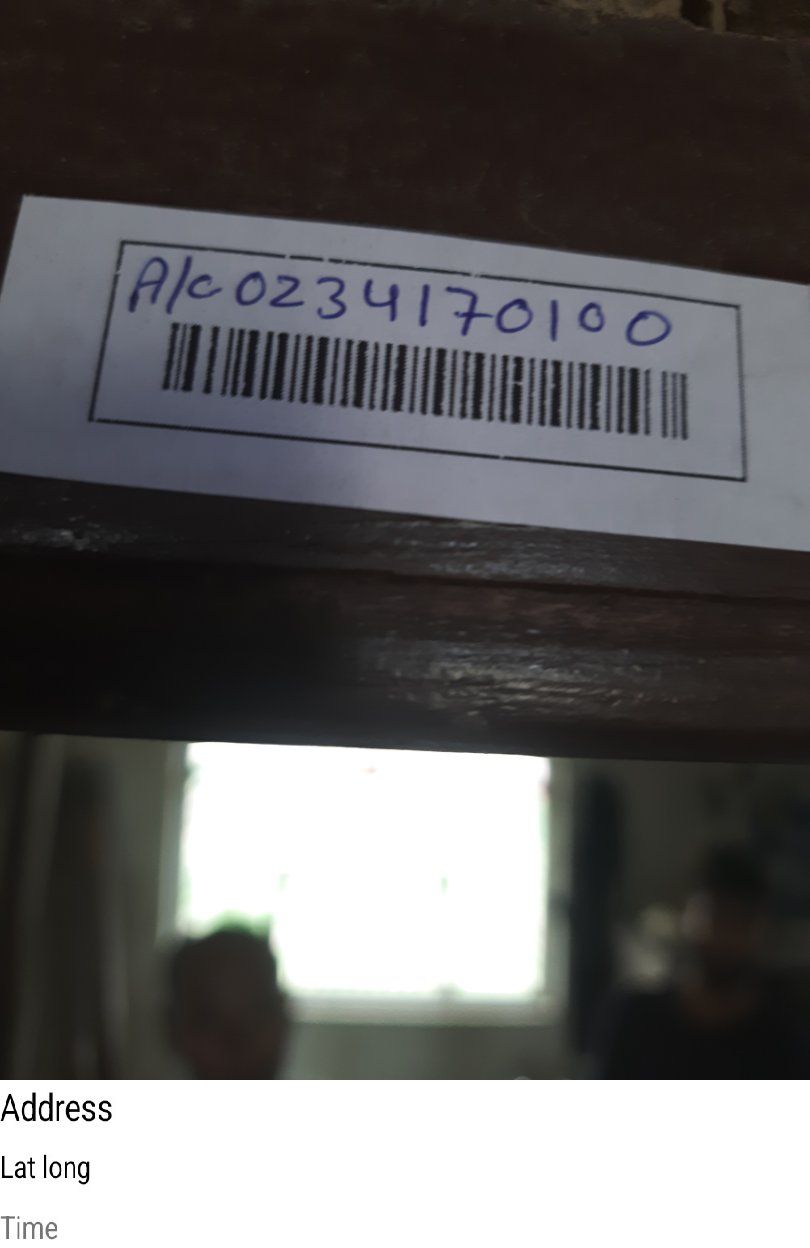 A/c 0234170100
Address
Lat long
Time